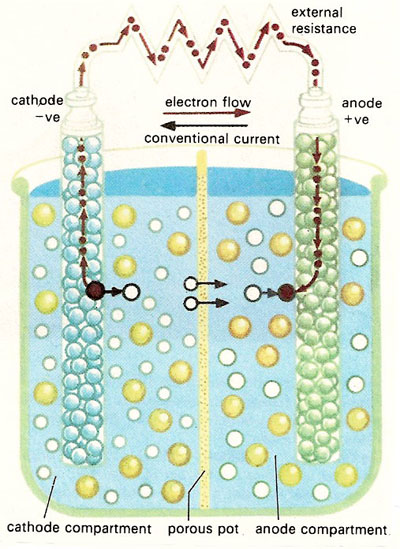 external
resistance
cathode
-ve
electron flow
anode
+ve
conventional current
cathode compartment
porous pot
anode compartment